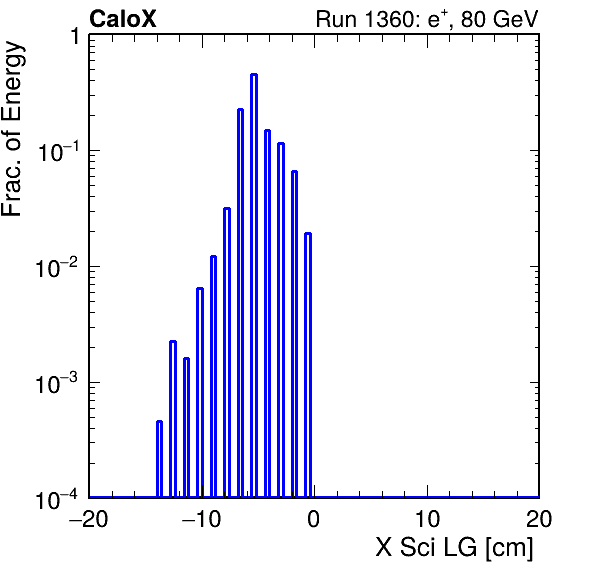 CaloX
Run 1360: e⁺, 80 GeV
Frac. of Energy
1
10⁻¹
10⁻²
10⁻³
10⁻⁴
−20
−10
0
10
20
X Sci LG [cm]